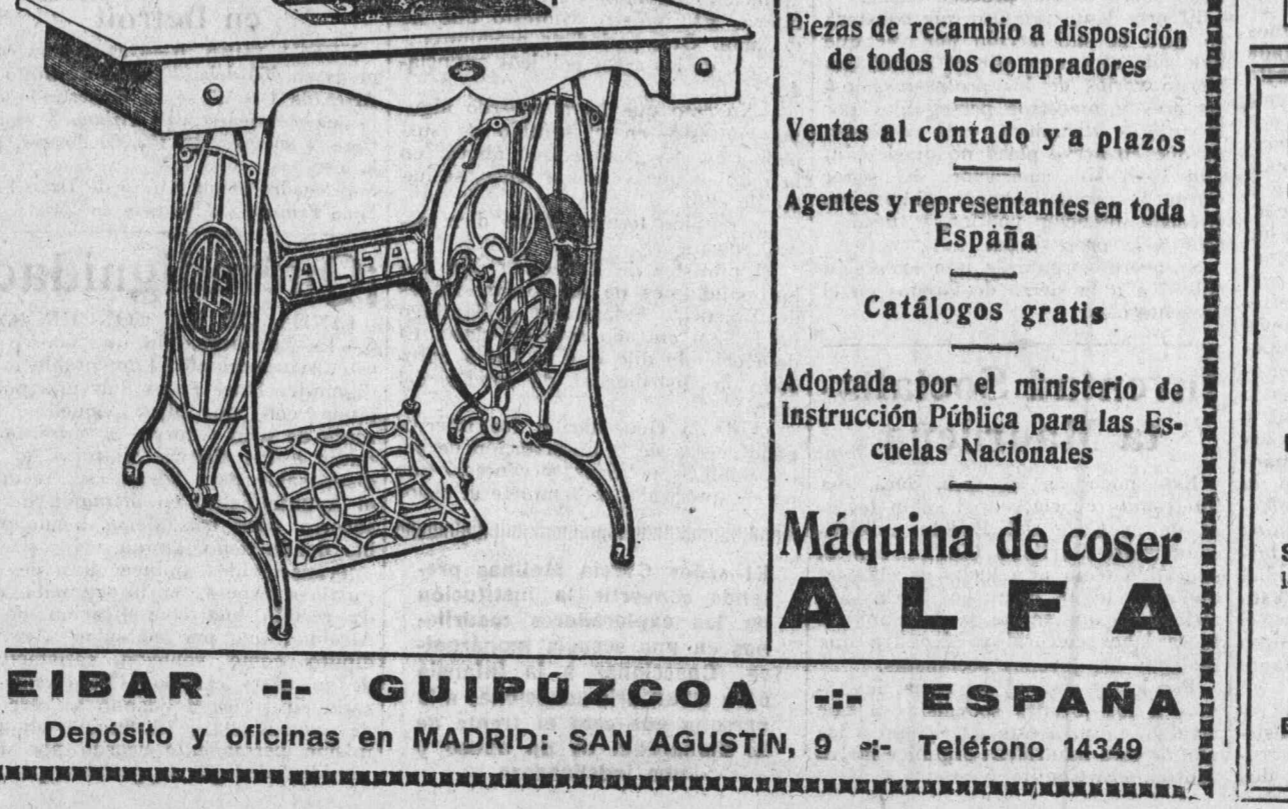 ALFA
Piezas de recambio a disposición
de todos los compradores
Ventas al contado y a plazos
Agentes y representantes en toda
España
Catálogos gratis
Adoptada por el ministerio de
Instrucción Pública para las Es-
cuelas Nacionales
Máquina de coser
ALFA
EIBAR -:- GUIPÚZCOA -:- ESPAÑA
Depósito y oficinas en MADRID: SAN AGUSTÍN, 9 -:- Teléfono 14349